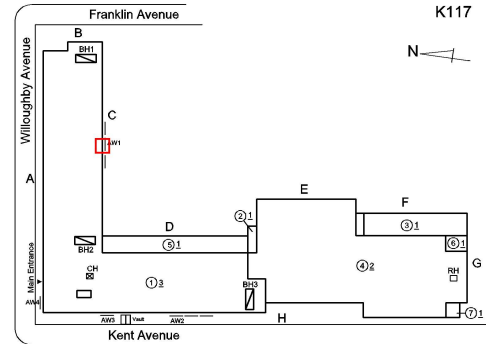 Franklin Avenue
K117
Willoughby Avenue
B
BH1
N
C
AW1
A
E
F
D
2 1
3 1
5 1
6 1
BH2
G
4 2
CH
RH
1 3
BH3
Main Entrance
AW4
7 1
AW3
Vault
AW2
H
Kent Avenue